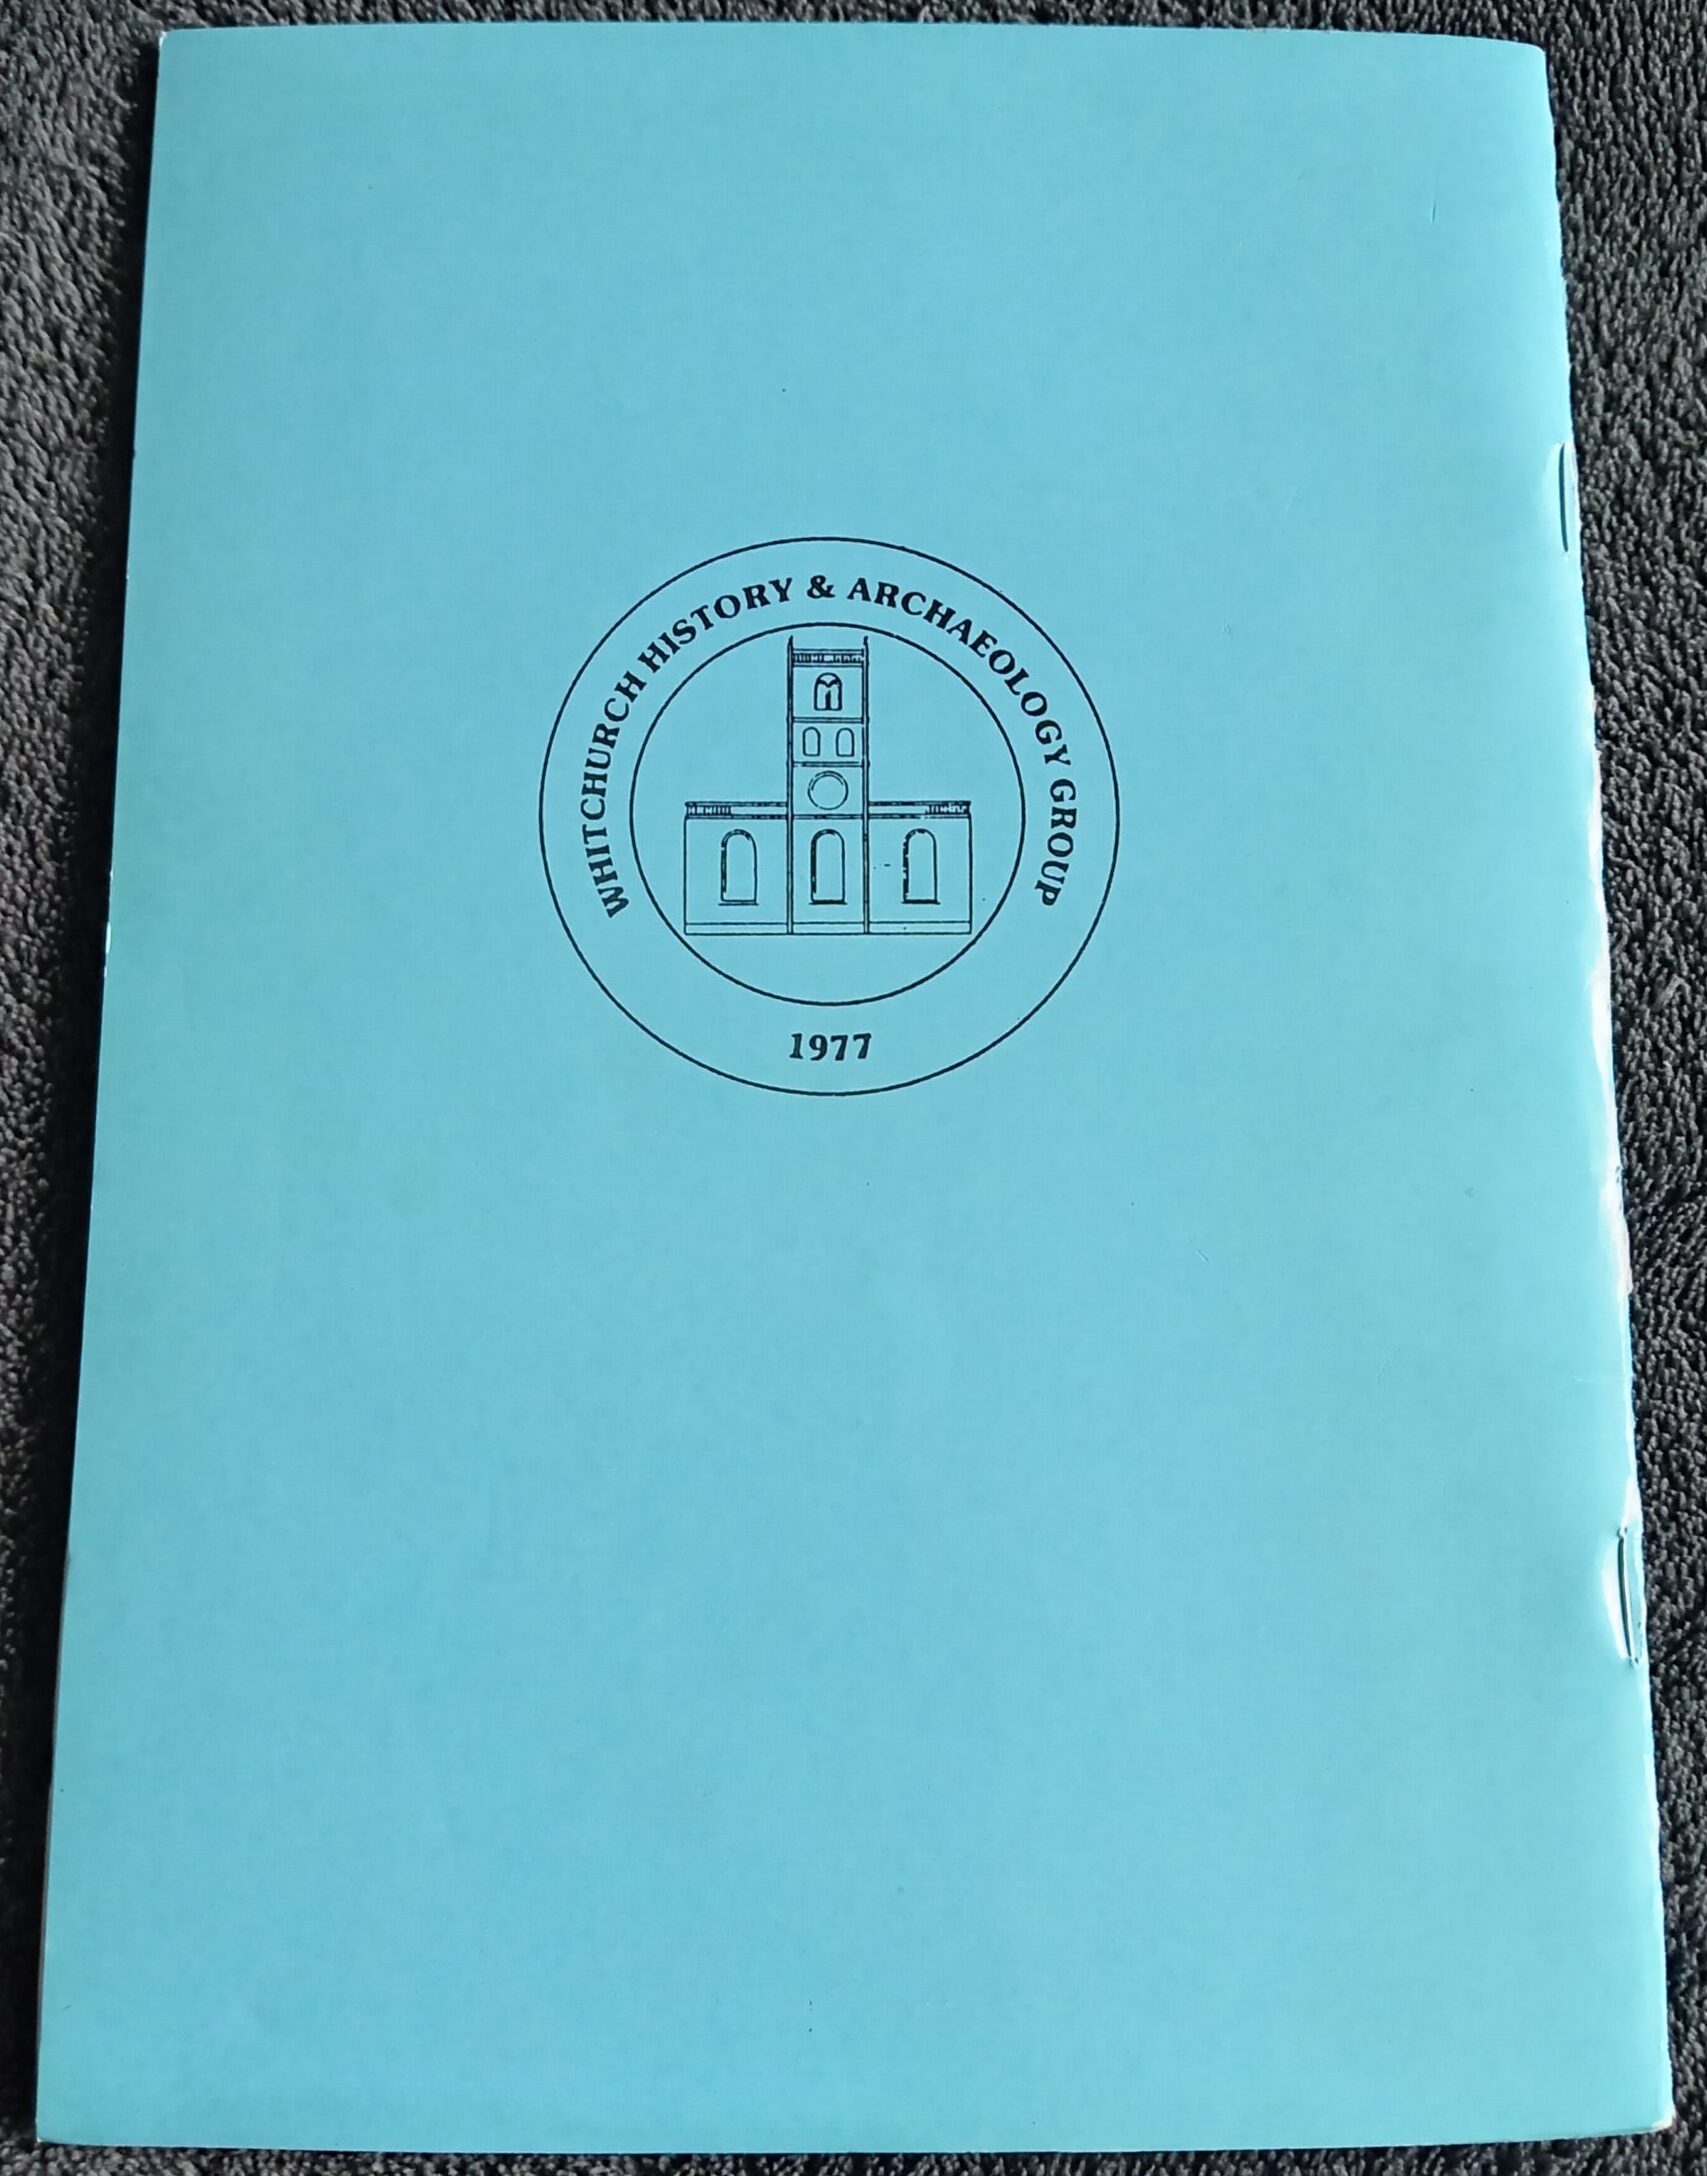 WHITCHURCH HISTORY & ARCHAEOLOGY GROUP
1977